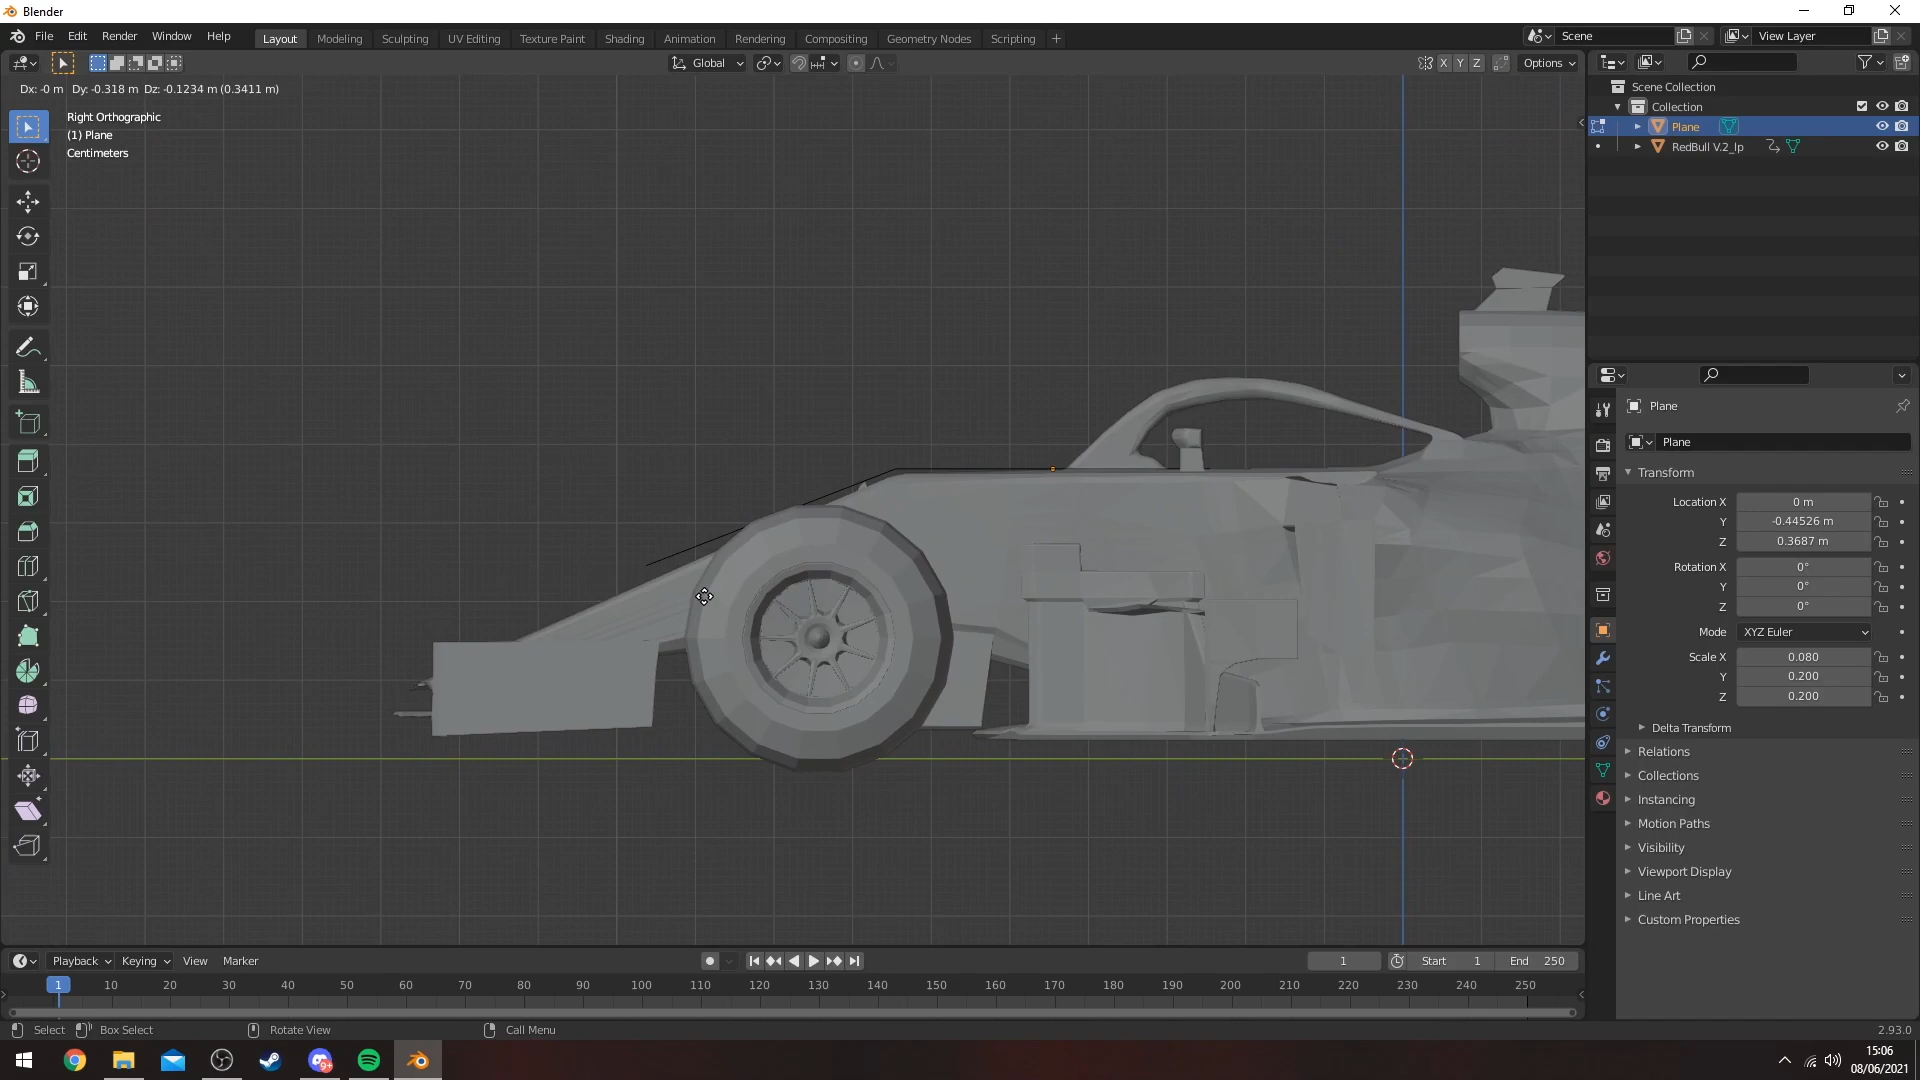 Blender
File Edit Render Window Help
Layout Modeling Sculpting UV Editing Texture Paint Shading Animation Rendering Compositing Geometry Nodes Scripting +
Scene
View Layer
Global
X Y Z
Options
Dx: -0 m Dy: -0.318 m Dz: -0.1234 m (0.3411 m)
Right Orthographic
(1) Plane
Centimeters
Scene Collection
Collection
Plane
RedBull V.2_lp
Plane
Plane
Transform
Location X 0 m
Y -0.44526 m
Z 0.3687 m
Rotation X 0°
Y 0°
Z 0°
Mode XYZ Euler
Scale X 0.080
Y 0.200
Z 0.200
Delta Transform
Relations
Collections
Instancing
Motion Paths
Visibility
Viewport Display
Line Art
Custom Properties
Playback Keying View Marker
1
Start 1
End 250
1 10 20 30 40 50 60 70 80 90 100 110 120 130 140 150 160 170 180 190 200 210 220 230 240 250
Select Box Select Rotate View Call Menu
2.93.0
9+
15:06
08/06/2021